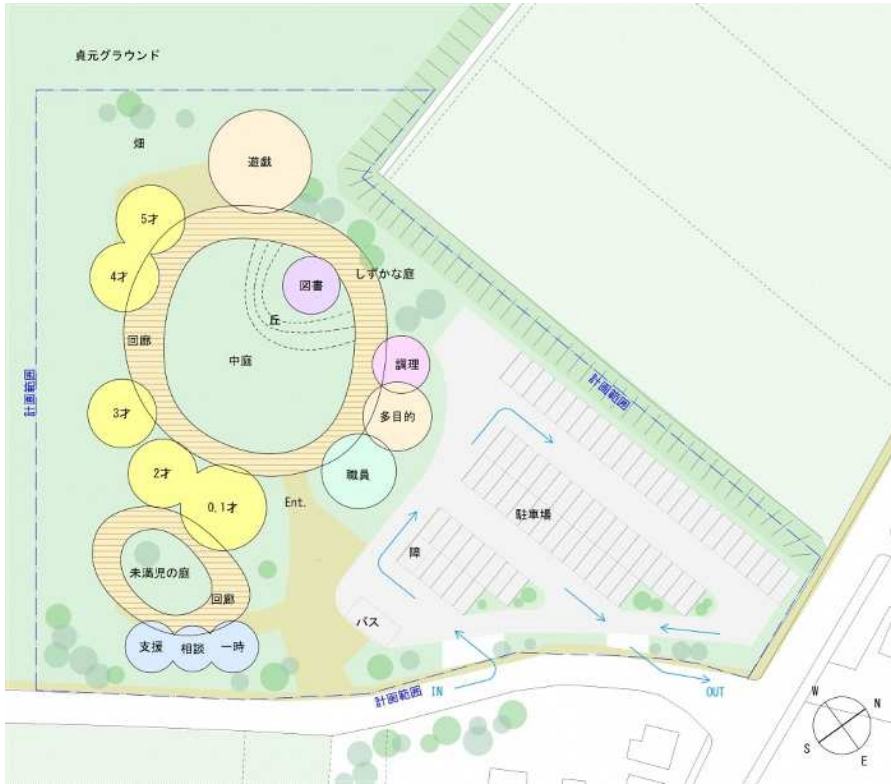 貞元グラウンド
畑
遊戯
5才
4才
しずかな庭
図書
丘
回廊
中庭
調理
計画範囲
計画範囲
3才
多目的
2才
職員
0,1才
Ent.
駐車場
障
未満児の庭
回廊
バス
支援
相談
一時
計画範囲
IN
OUT
W
N
S
E